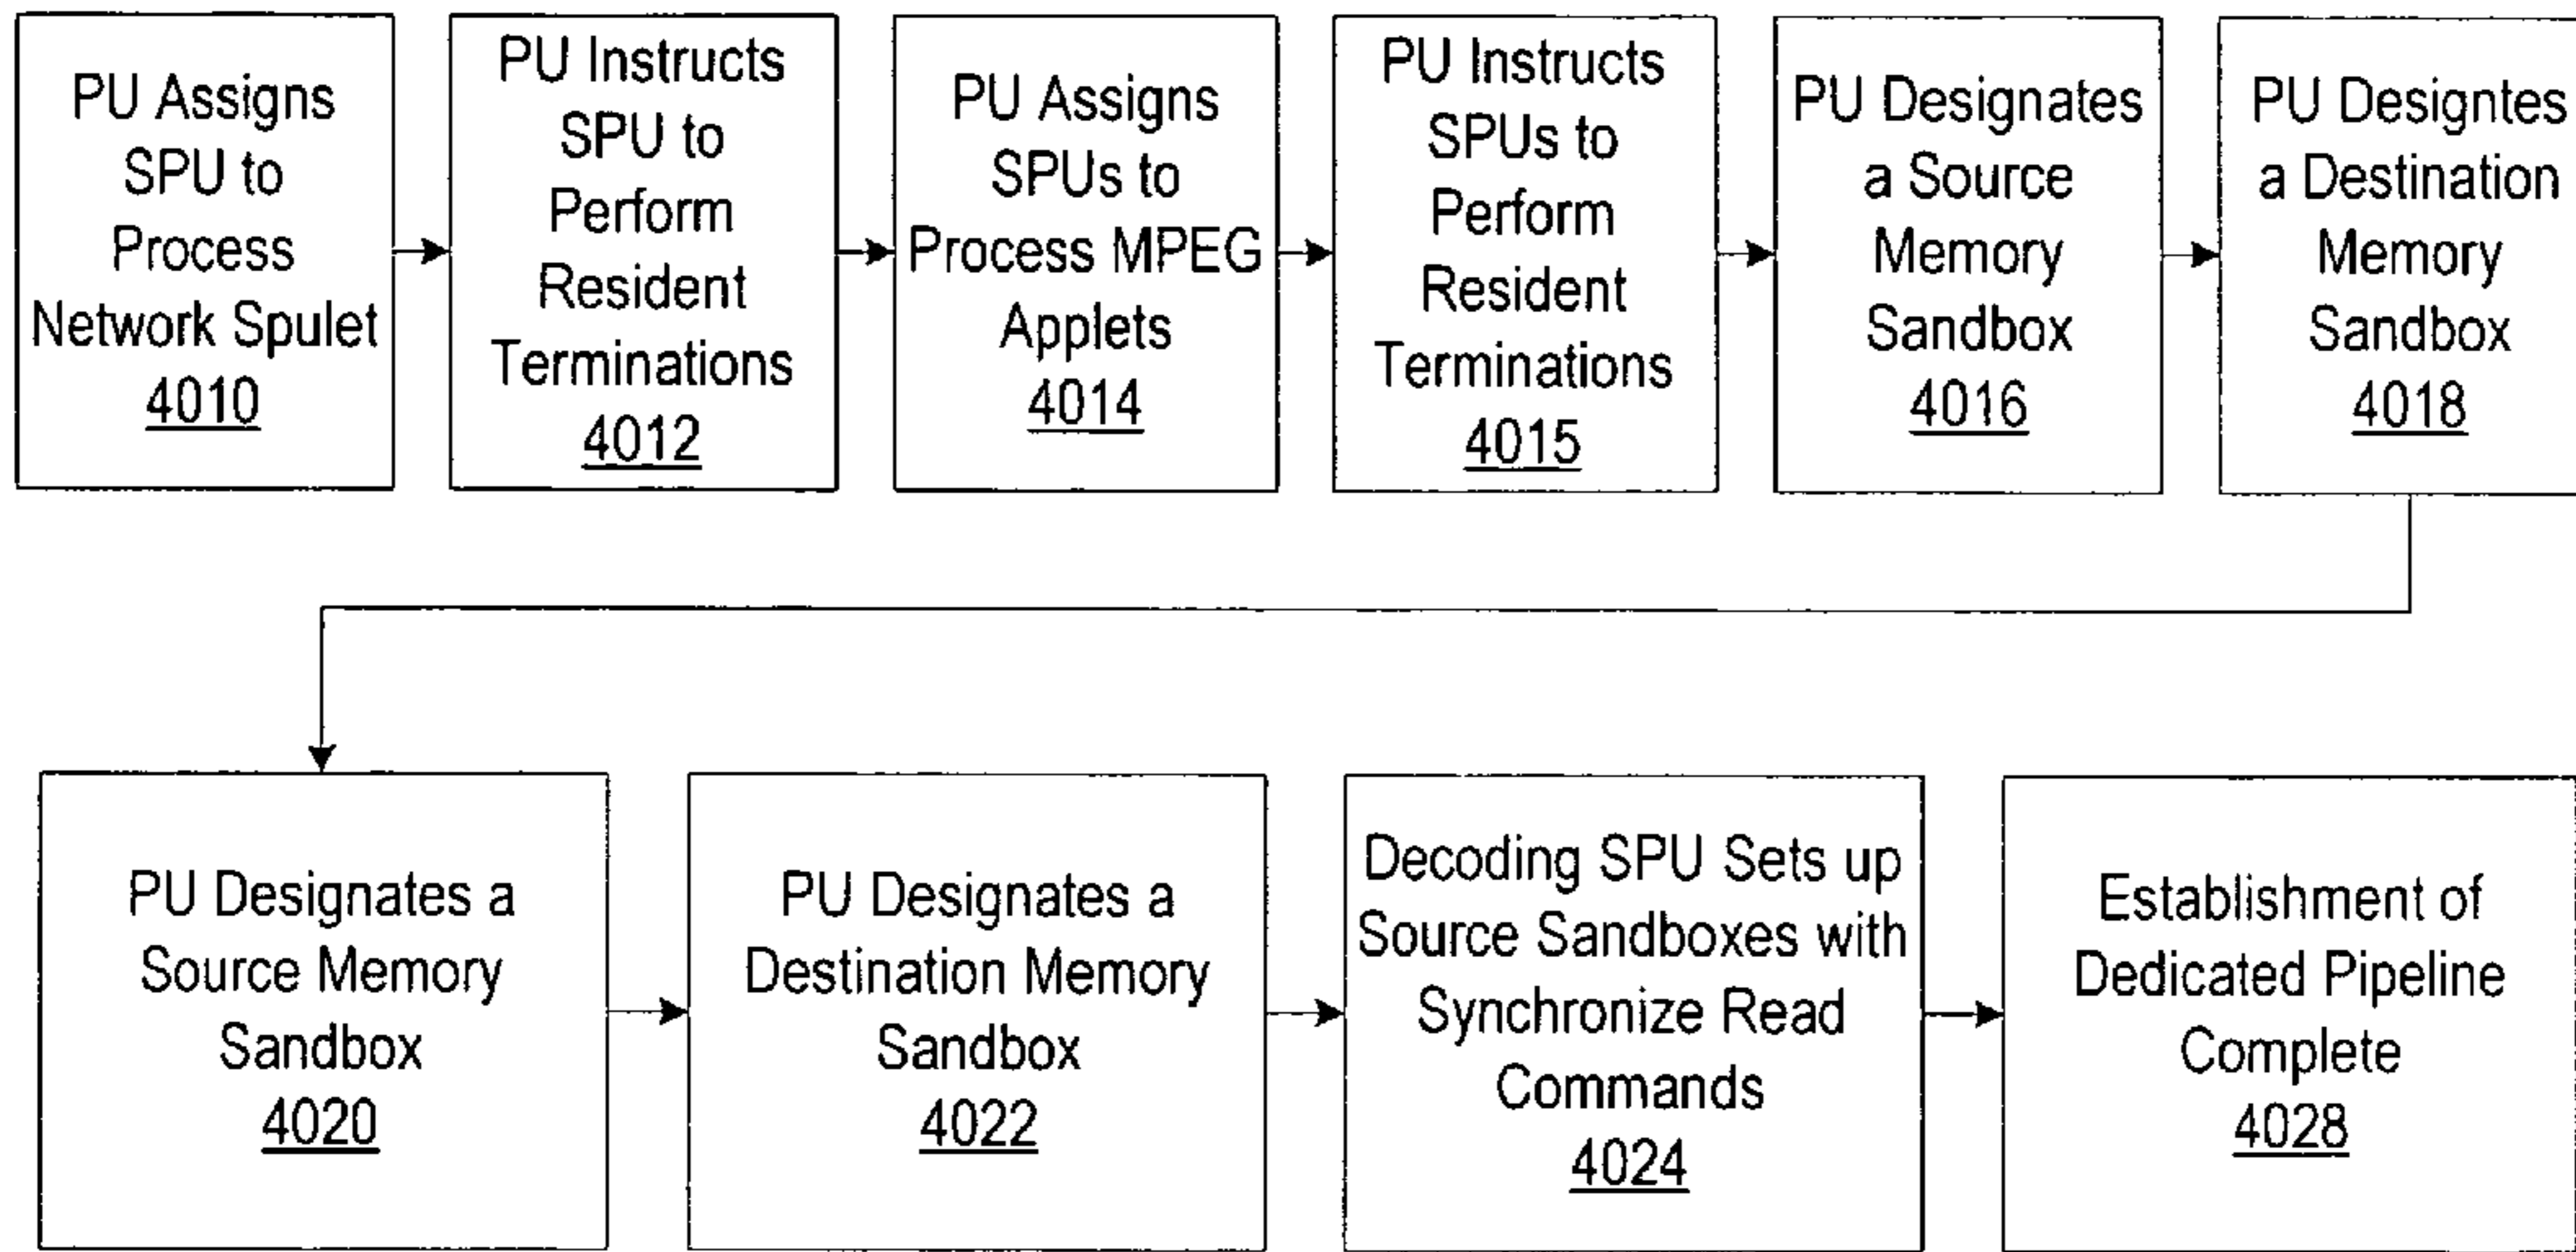 PU Assigns
SPU to
Process
Network Spulet
4010
PU Instructs
SPU to
Perform
Resident
Terminations
4012
PU Assigns
SPUs to
Process MPEG
Applets
4014
PU Instructs
SPUs to
Perform
Resident
Terminations
4015
PU Designates
a Source
Memory
Sandbox
4016
PU Designtes
a Destination
Memory
Sandbox
4018
PU Designates a
Source Memory
Sandbox
4020
PU Designates a
Destination Memory
Sandbox
4022
Decoding SPU Sets up
Source Sandboxes with
Synchronize Read
Commands
4024
Establishment of
Dedicated Pipeline
Complete
4028